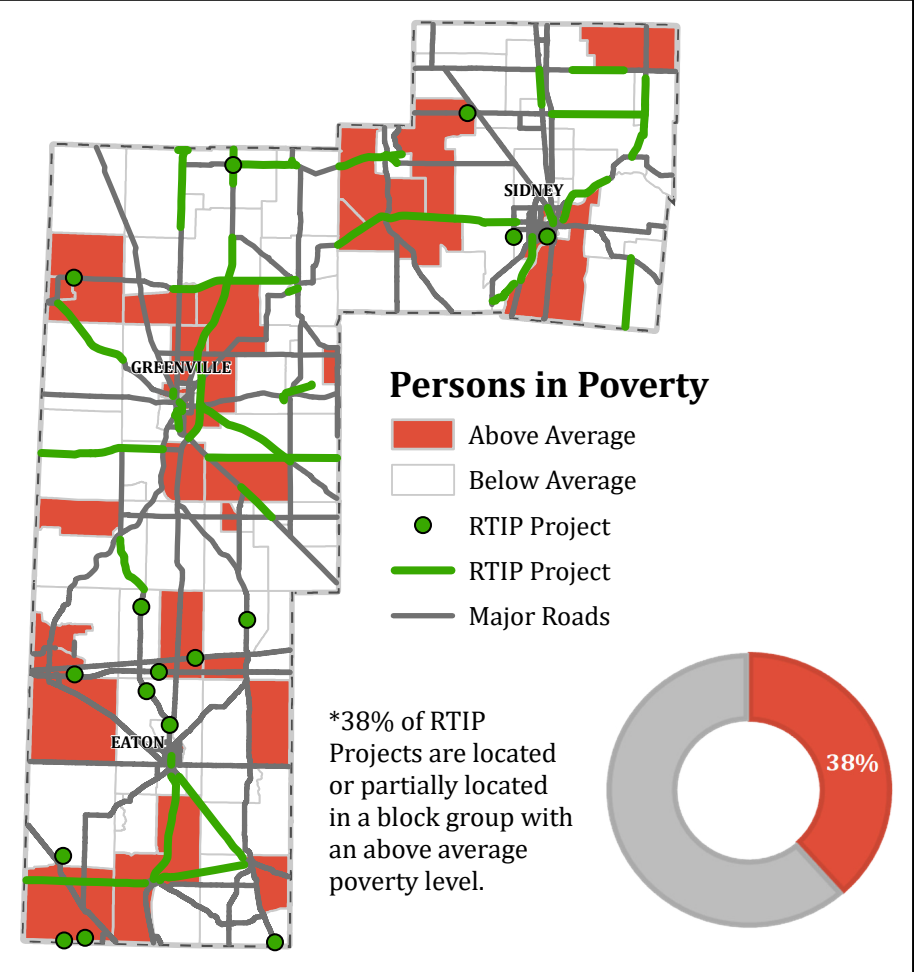 SIDNEY
GREENVILLE
Persons in Poverty
Above Average
Below Average
RTIP Project
RTIP Project
Major Roads
*38% of RTIP
Projects are located
or partially located
in a block group with
an above average
poverty level.
38%
EATON